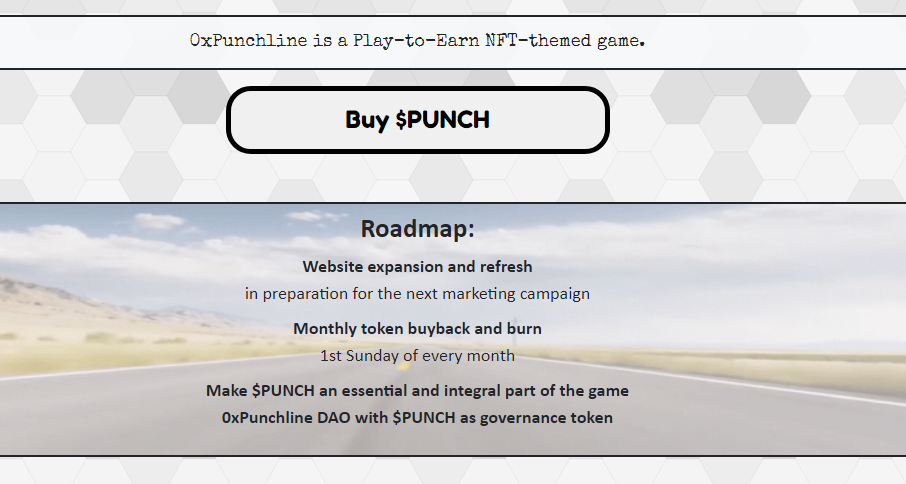 0xPunchline is a Play-to-Earn NFT-themed game.
Buy $PUNCH
Roadmap:
Website expansion and refresh
in preparation for the next marketing campaign
Monthly token buyback and burn
1st Sunday of every month
Make $PUNCH an essential and integral part of the game
0xPunchline DAO with $PUNCH as governance token